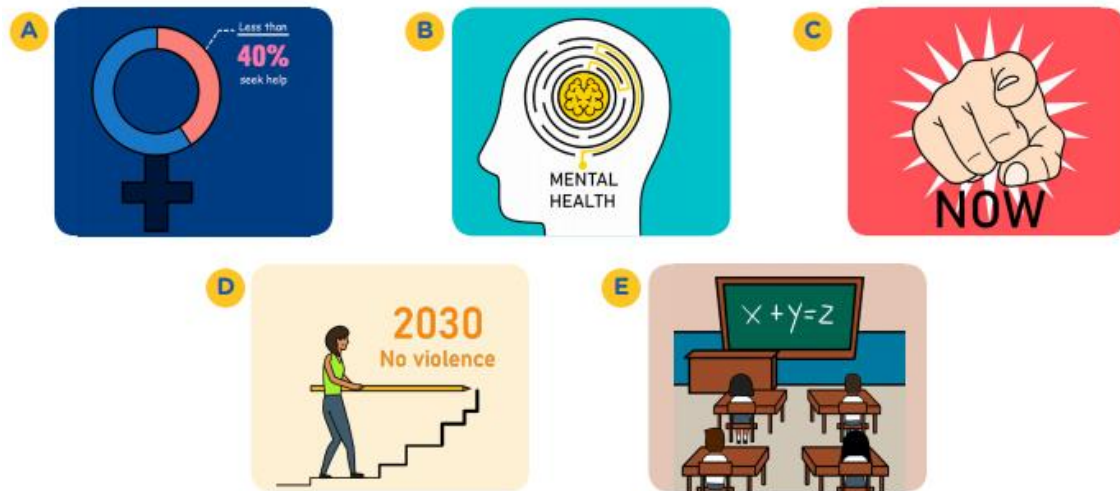 A
Less than
40%
seek help
B
MENTAL
HEALTH
C
NOW
D
2030
No violence
E
x+y=z